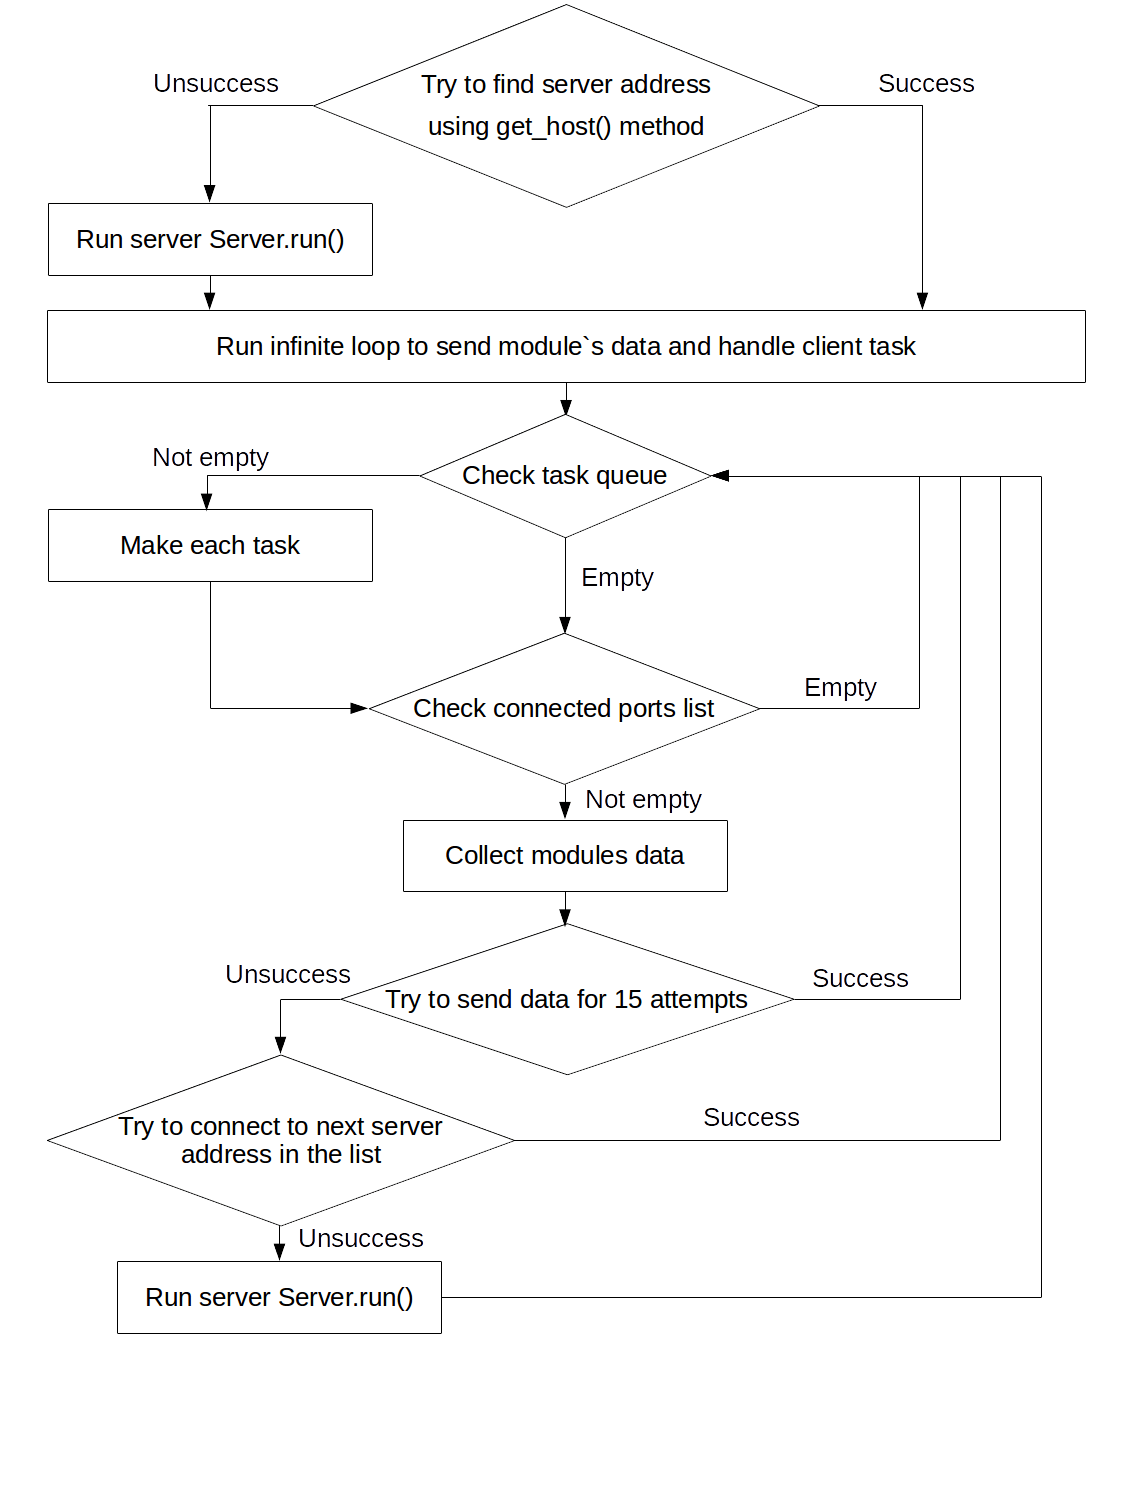 Unsuccess
Try to find server address
using get_host() method
Success
Run server Server.run()
Run infinite loop to send module`s data and handle client task
Not empty
Check task queue
Make each task
Empty
Check connected ports list
Empty
Not empty
Collect modules data
Unsuccess
Try to send data for 15 attempts
Success
Try to connect to next server
address in the list
Success
Unsuccess
Run server Server.run()